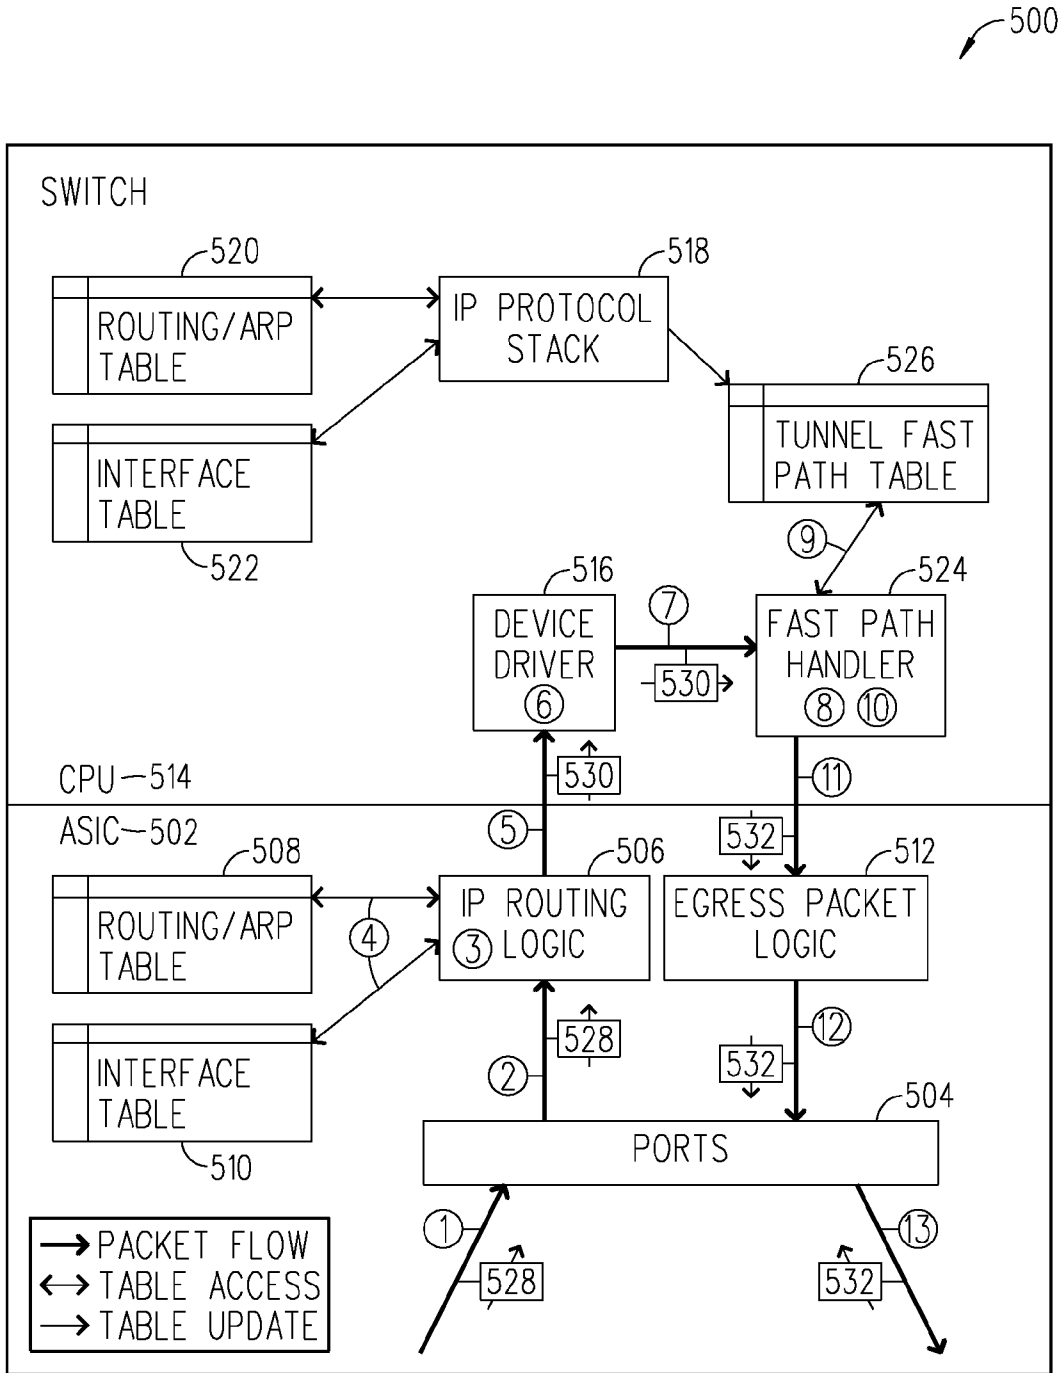 500
SWITCH
520
518
ROUTING/ARP
TABLE
IP PROTOCOL
STACK
526
TUNNEL FAST
PATH TABLE
INTERFACE
TABLE
522
9
516
524
7
DEVICE
DRIVER
6
530
FAST PATH
HANDLER
8 10
530
11
CPU 514
ASIC 502
5
532
508
506
512
ROUTING/ARP
TABLE
4
IP ROUTING
3 LOGIC
EGRESS PACKET
LOGIC
528
12
INTERFACE
TABLE
2
532
504
510
PORTS
1
13
528
532
PACKET FLOW
TABLE ACCESS
TABLE UPDATE